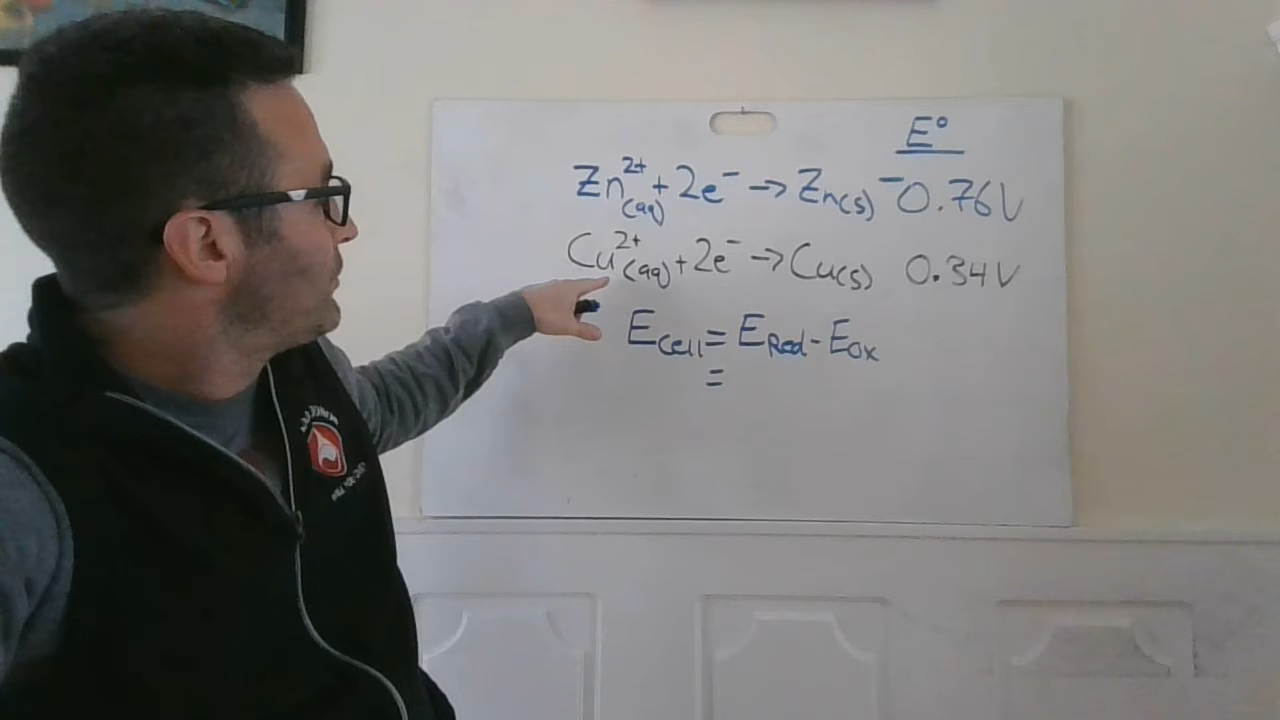 E°
Zn²⁺(aq) + 2e⁻ → Zn(s) -0.76V
Cu²⁺(aq) + 2e⁻ → Cu(s) 0.34V
Ecell = ERed - EOx
=